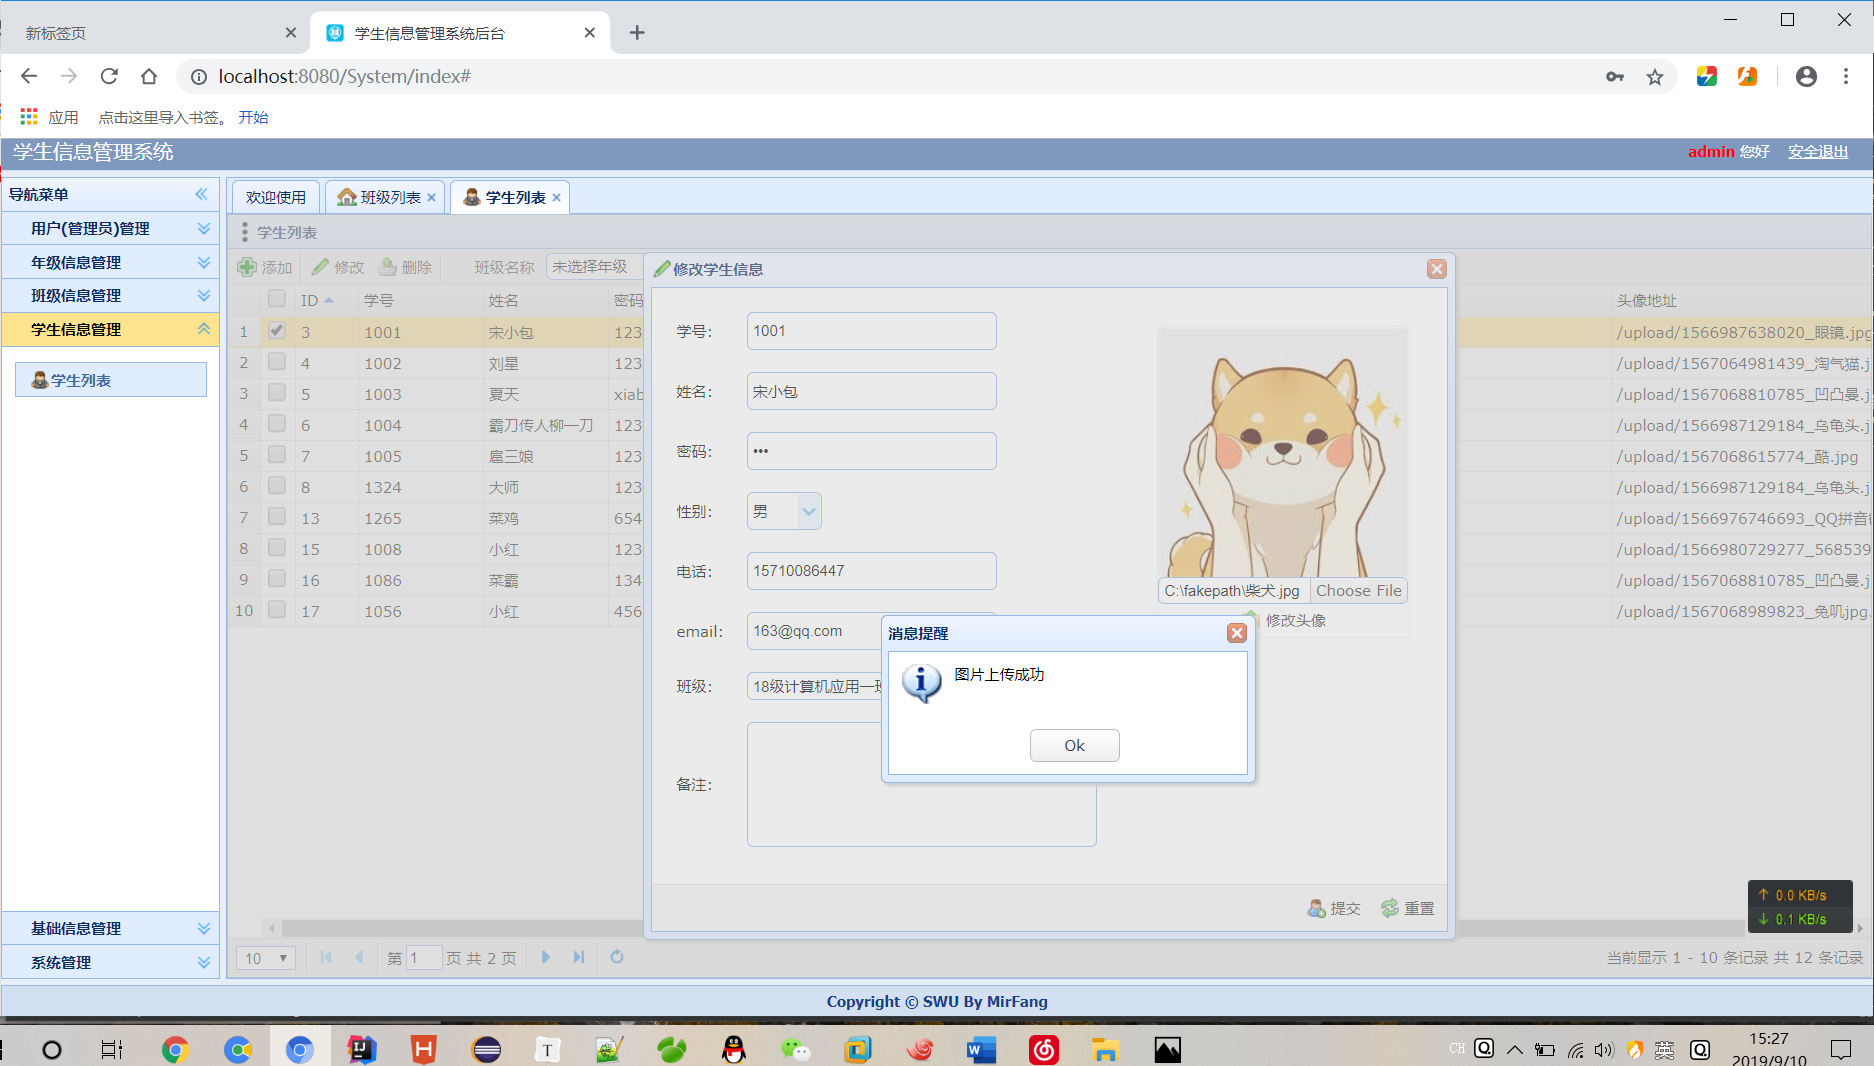 新标签页
学生信息管理系统后台
localhost:8080/System/index#
应用 点击这里导入书签。 开始
学生信息管理系统
admin 您好 安全退出
导航菜单
用户(管理员)管理
年级信息管理
班级信息管理
学生信息管理
学生列表
基础信息管理
系统管理
欢迎使用 班级列表 学生列表
学生列表
添加 修改 删除 班级名称 未选择年级
ID 学号 姓名 密码 头像地址
1 3 1001 宋小包 123 /upload/1566987638020_眼镜.jpg
2 4 1002 刘星 123 /upload/1567064981439_淘气猫.j
3 5 1003 夏天 xiab /upload/1567068810785_凹凸曼.j
4 6 1004 霸刀传人柳一刀 123 /upload/1566987129184_乌龟头.j
5 7 1005 扈三娘 123 /upload/1567068615774_酷.jpg
6 8 1324 大师 123 /upload/1566987129184_乌龟头.j
7 13 1265 菜鸡 654 /upload/1566976746693_QQ拼音
8 15 1008 小红 123 /upload/1566980729277_568539
9 16 1086 菜霸 134 /upload/1567068810785_凹凸曼.j
10 17 1056 小红 456 /upload/1567068989823_兔叽jpg.
修改学生信息
学号: 1001
姓名: 宋小包
密码: •••
性别: 男
电话: 15710086447
email: 163@qq.com
班级: 18级计算机应用一班
备注:
C:\fakepath\柴犬.jpg Choose File
修改头像
消息提醒
图片上传成功
Ok
提交 重置
↑ 0.0 KB/s
↓ 0.1 KB/s
10 第 1 页 共 2 页
当前显示 1 - 10 条记录 共 12 条记录
Copyright © SWU By MirFang
CH 英
15:27
2019/9/10